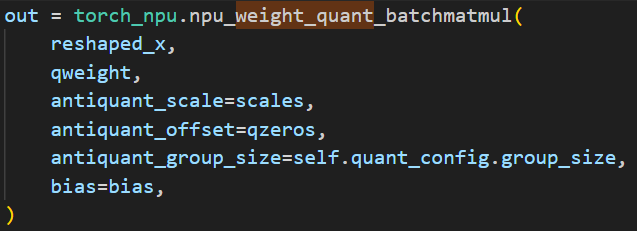 out = torch_npu.npu_weight_quant_batchmatmul(
    reshaped_x,
    qweight,
    antiquant_scale=scales,
    antiquant_offset=qzeros,
    antiquant_group_size=self.quant_config.group_size,
    bias=bias,
)